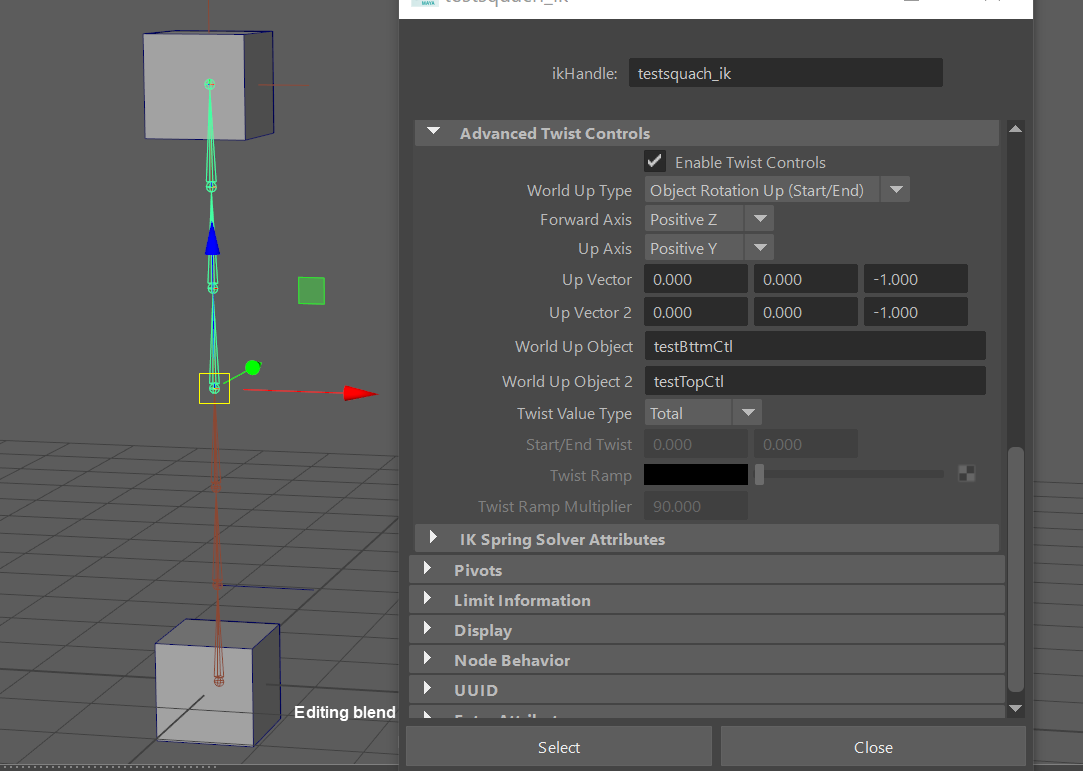 MAYA
testsquach_ik
ikHandle: testsquach_ik
Advanced Twist Controls
Enable Twist Controls
World Up Type Object Rotation Up (Start/End)
Forward Axis Positive Z
Up Axis Positive Y
Up Vector 0.000 0.000 -1.000
Up Vector 2 0.000 0.000 -1.000
World Up Object testBttmCtl
World Up Object 2 testTopCtl
Twist Value Type Total
Start/End Twist 0.000 0.000
Twist Ramp
Twist Ramp Multiplier 90.000
IK Spring Solver Attributes
Pivots
Limit Information
Display
Node Behavior
UUID
Editing blend
Select Close